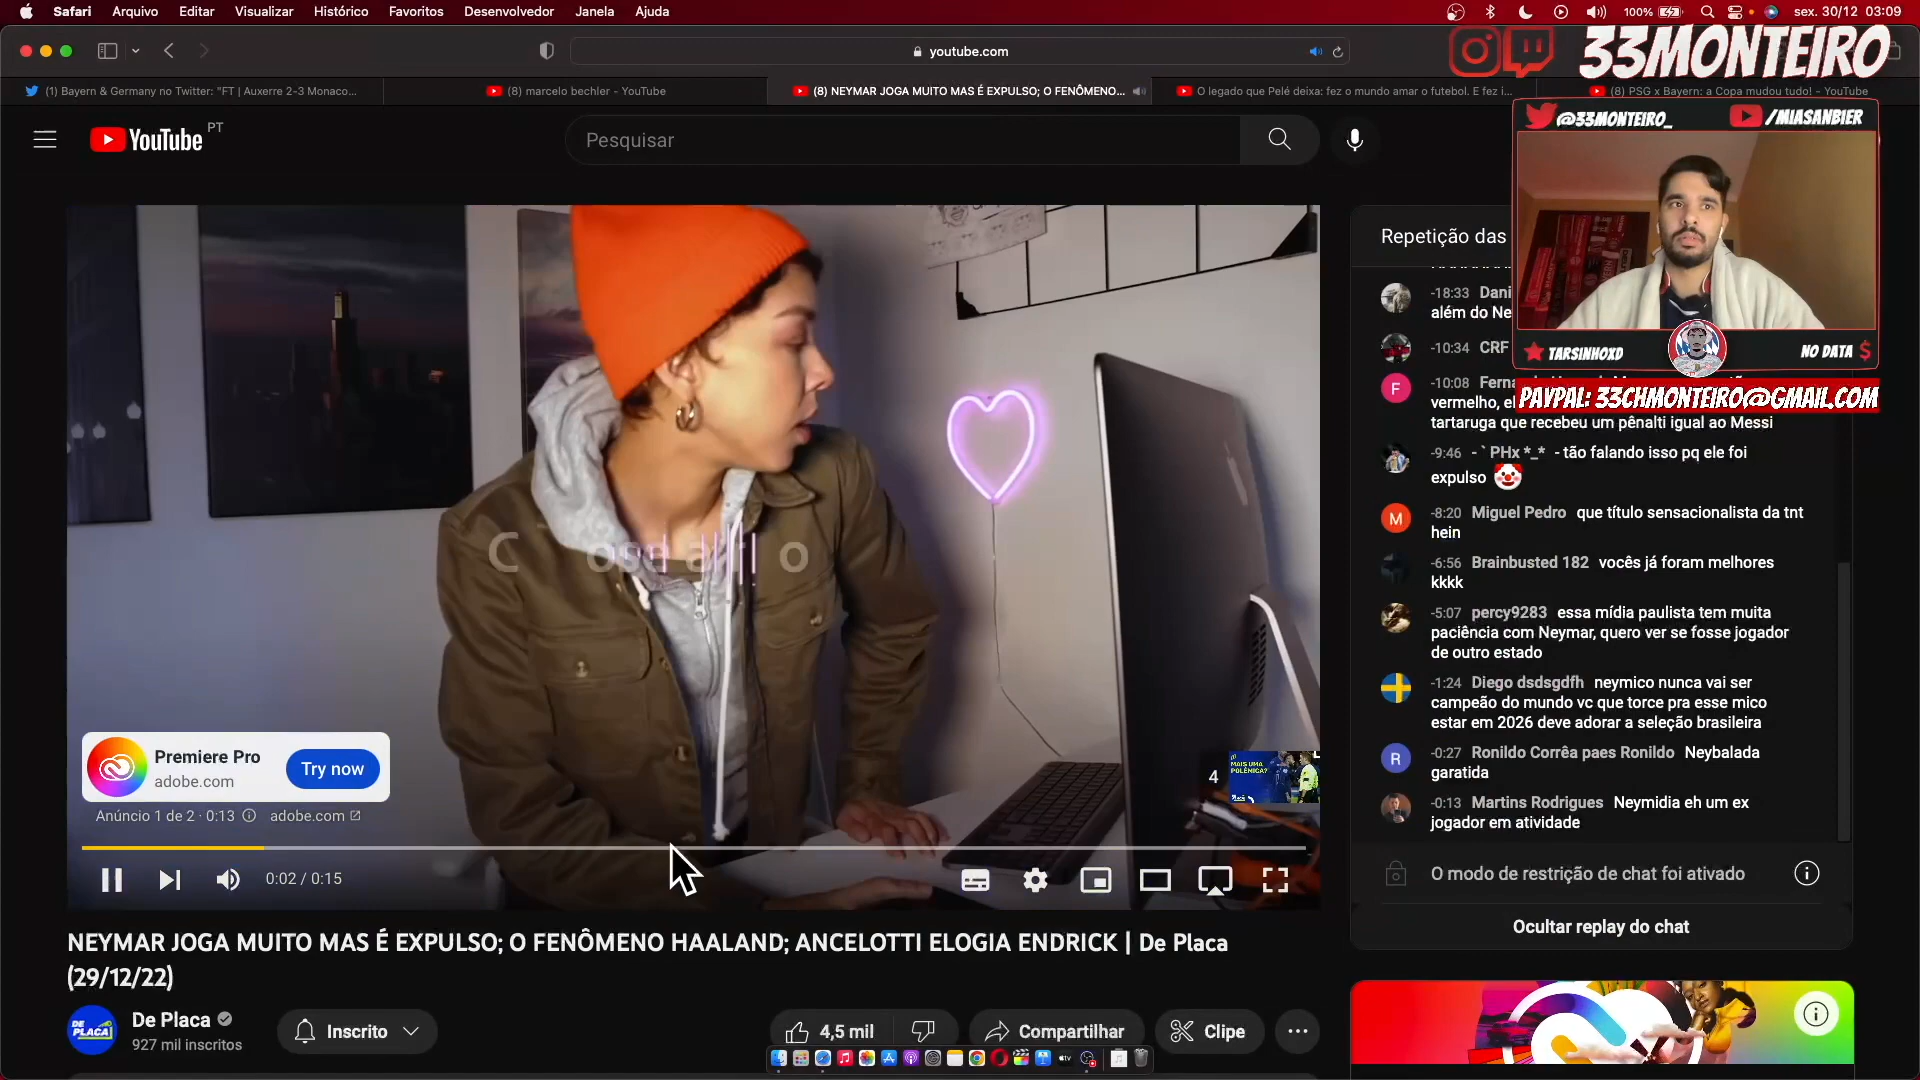 Safari Arquivo Editar Visualizar Histórico Favoritos Desenvolvedor Janela Ajuda
100% sex. 30/12 03:09
youtube.com
33MONTEIRO
(1) Bayern & Germany no Twitter: "FT | Auxerre 2-3 Monaco...
(8) marcelo bechler - YouTube
(8) NEYMAR JOGA MUITO MAS É EXPULSO; O FENÔMENO...
O legado que Pelé deixa: fez o mundo amar o futebol. E fez i...
(8) PSG x Bayern: a Copa mudou tudo! - YouTube
YouTube PT
Pesquisar
@33MONTEIRO_
/MIASANBIER
TARSINHOXD
NO DATA $
PAYPAL: 33CHMONTEIRO@GMAIL.COM
Repetição das
-18:33 Dani
além do Ne
-10:34 CRF
F
-10:08
vermelho, el
tartaruga que recebeu um pênalti igual ao Messi
-9:46 - ` PHx *_* - tão falando isso pq ele foi
expulso
M
-8:20 Miguel Pedro que título sensacionalista da tnt
hein
-6:56 Brainbusted 182 vocês já foram melhores
kkkk
-5:07 percy9283 essa mídia paulista tem muita
paciência com Neymar, quero ver se fosse jogador
de outro estado
-1:24 Diego dsdsgdfh neymico nunca vai ser
campeão do mundo vc que torce pra esse mico
estar em 2026 deve adorar a seleção brasileira
R
-0:27 Ronildo Corrêa paes Ronildo Neybalada
garatida
-0:13 Martins Rodrigues Neymidia eh um ex
jogador em atividade
O modo de restrição de chat foi ativado
Ocultar replay do chat
Premiere Pro
adobe.com
Try now
Anúncio 1 de 2 · 0:13 adobe.com
4
MAIS UMA
POLÊMICA?
0:02 / 0:15
NEYMAR JOGA MUITO MAS É EXPULSO; O FENÔMENO HAALAND; ANCELOTTI ELOGIA ENDRICK | De Placa
(29/12/22)
DE
PLACA
De Placa
927 mil inscritos
Inscrito
4,5 mil
Compartilhar
Clipe